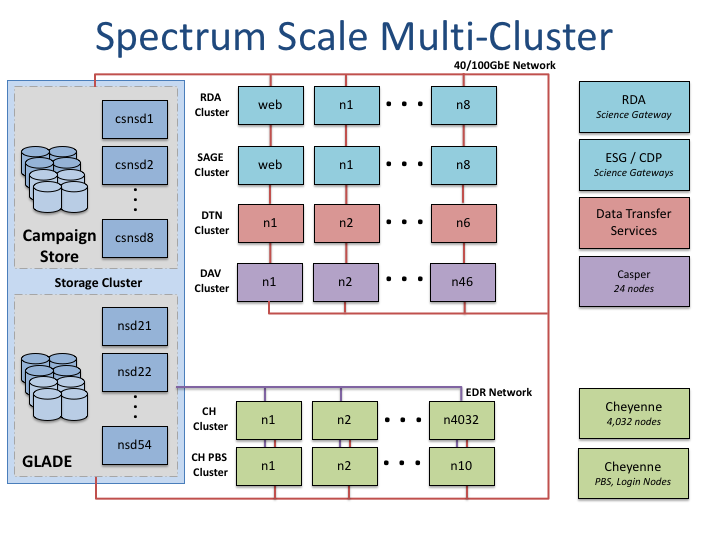 Spectrum Scale Multi-Cluster
40/100GbE Network
csnsd1
csnsd2
csnsd8
Campaign
Store
Storage Cluster
nsd21
nsd22
nsd54
GLADE
RDA
Cluster
web
n1
n8
SAGE
Cluster
web
n1
n8
DTN
Cluster
n1
n2
n6
DAV
Cluster
n1
n2
n46
EDR Network
CH
Cluster
n1
n2
n4032
CH PBS
Cluster
n1
n2
n10
RDA
Science Gateway
ESG / CDP
Science Gateways
Data Transfer
Services
Casper
24 nodes
Cheyenne
4,032 nodes
Cheyenne
PBS, Login Nodes